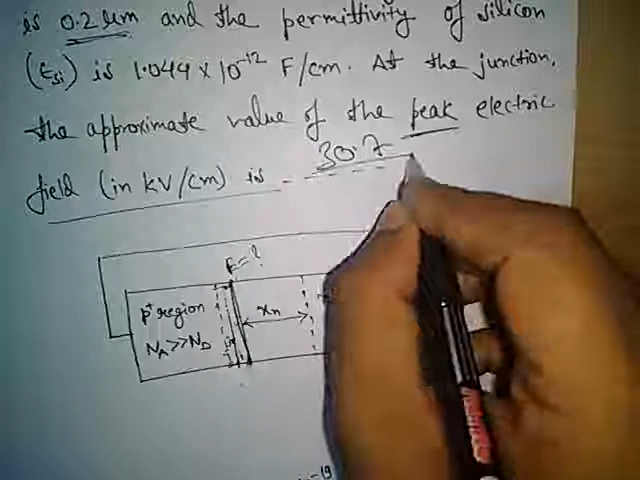 is 0.2 μm and the permittivity of silicon
(εsi) is 1.044 × 10⁻¹² F/cm. At the junction,
the approximate value of the peak electric
field (in kV/cm) is 30.7
E=?
p⁺ region
xn
NA>>ND